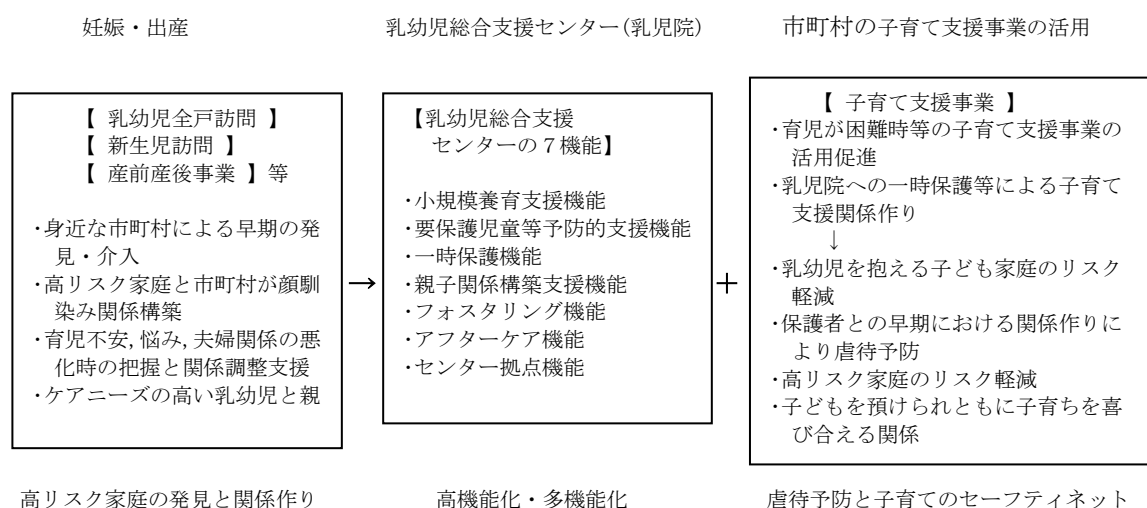 妊娠・出産
乳幼児総合支援センター(乳児院)
市町村の子育て支援事業の活用
【 乳幼児全戸訪問 】
【 新生児訪問 】
【 産前産後事業 】等
・身近な市町村による早期の発
見・介入
・高リスク家庭と市町村が顔馴
染み関係構築
・育児不安,悩み,夫婦関係の悪
化時の把握と関係調整支援
・ケアニーズの高い乳幼児と親
→
【乳幼児総合支援
センターの7機能】
・小規模養育支援機能
・要保護児童等予防的支援機能
・一時保護機能
・親子関係構築支援機能
・フォスタリング機能
・アフターケア機能
・センター拠点機能
+
【 子育て支援事業 】
・育児が困難時等の子育て支援事業の
活用促進
・乳児院への一時保護等による子育て
支援関係作り
↓
・乳幼児を抱える子ども家庭のリスク
軽減
・保護者との早期における関係作りに
より虐待予防
・高リスク家庭のリスク軽減
・子どもを預けられともに子育ちを喜
び合える関係
高リスク家庭の発見と関係作り
高機能化・多機能化
虐待予防と子育てのセーフティネット